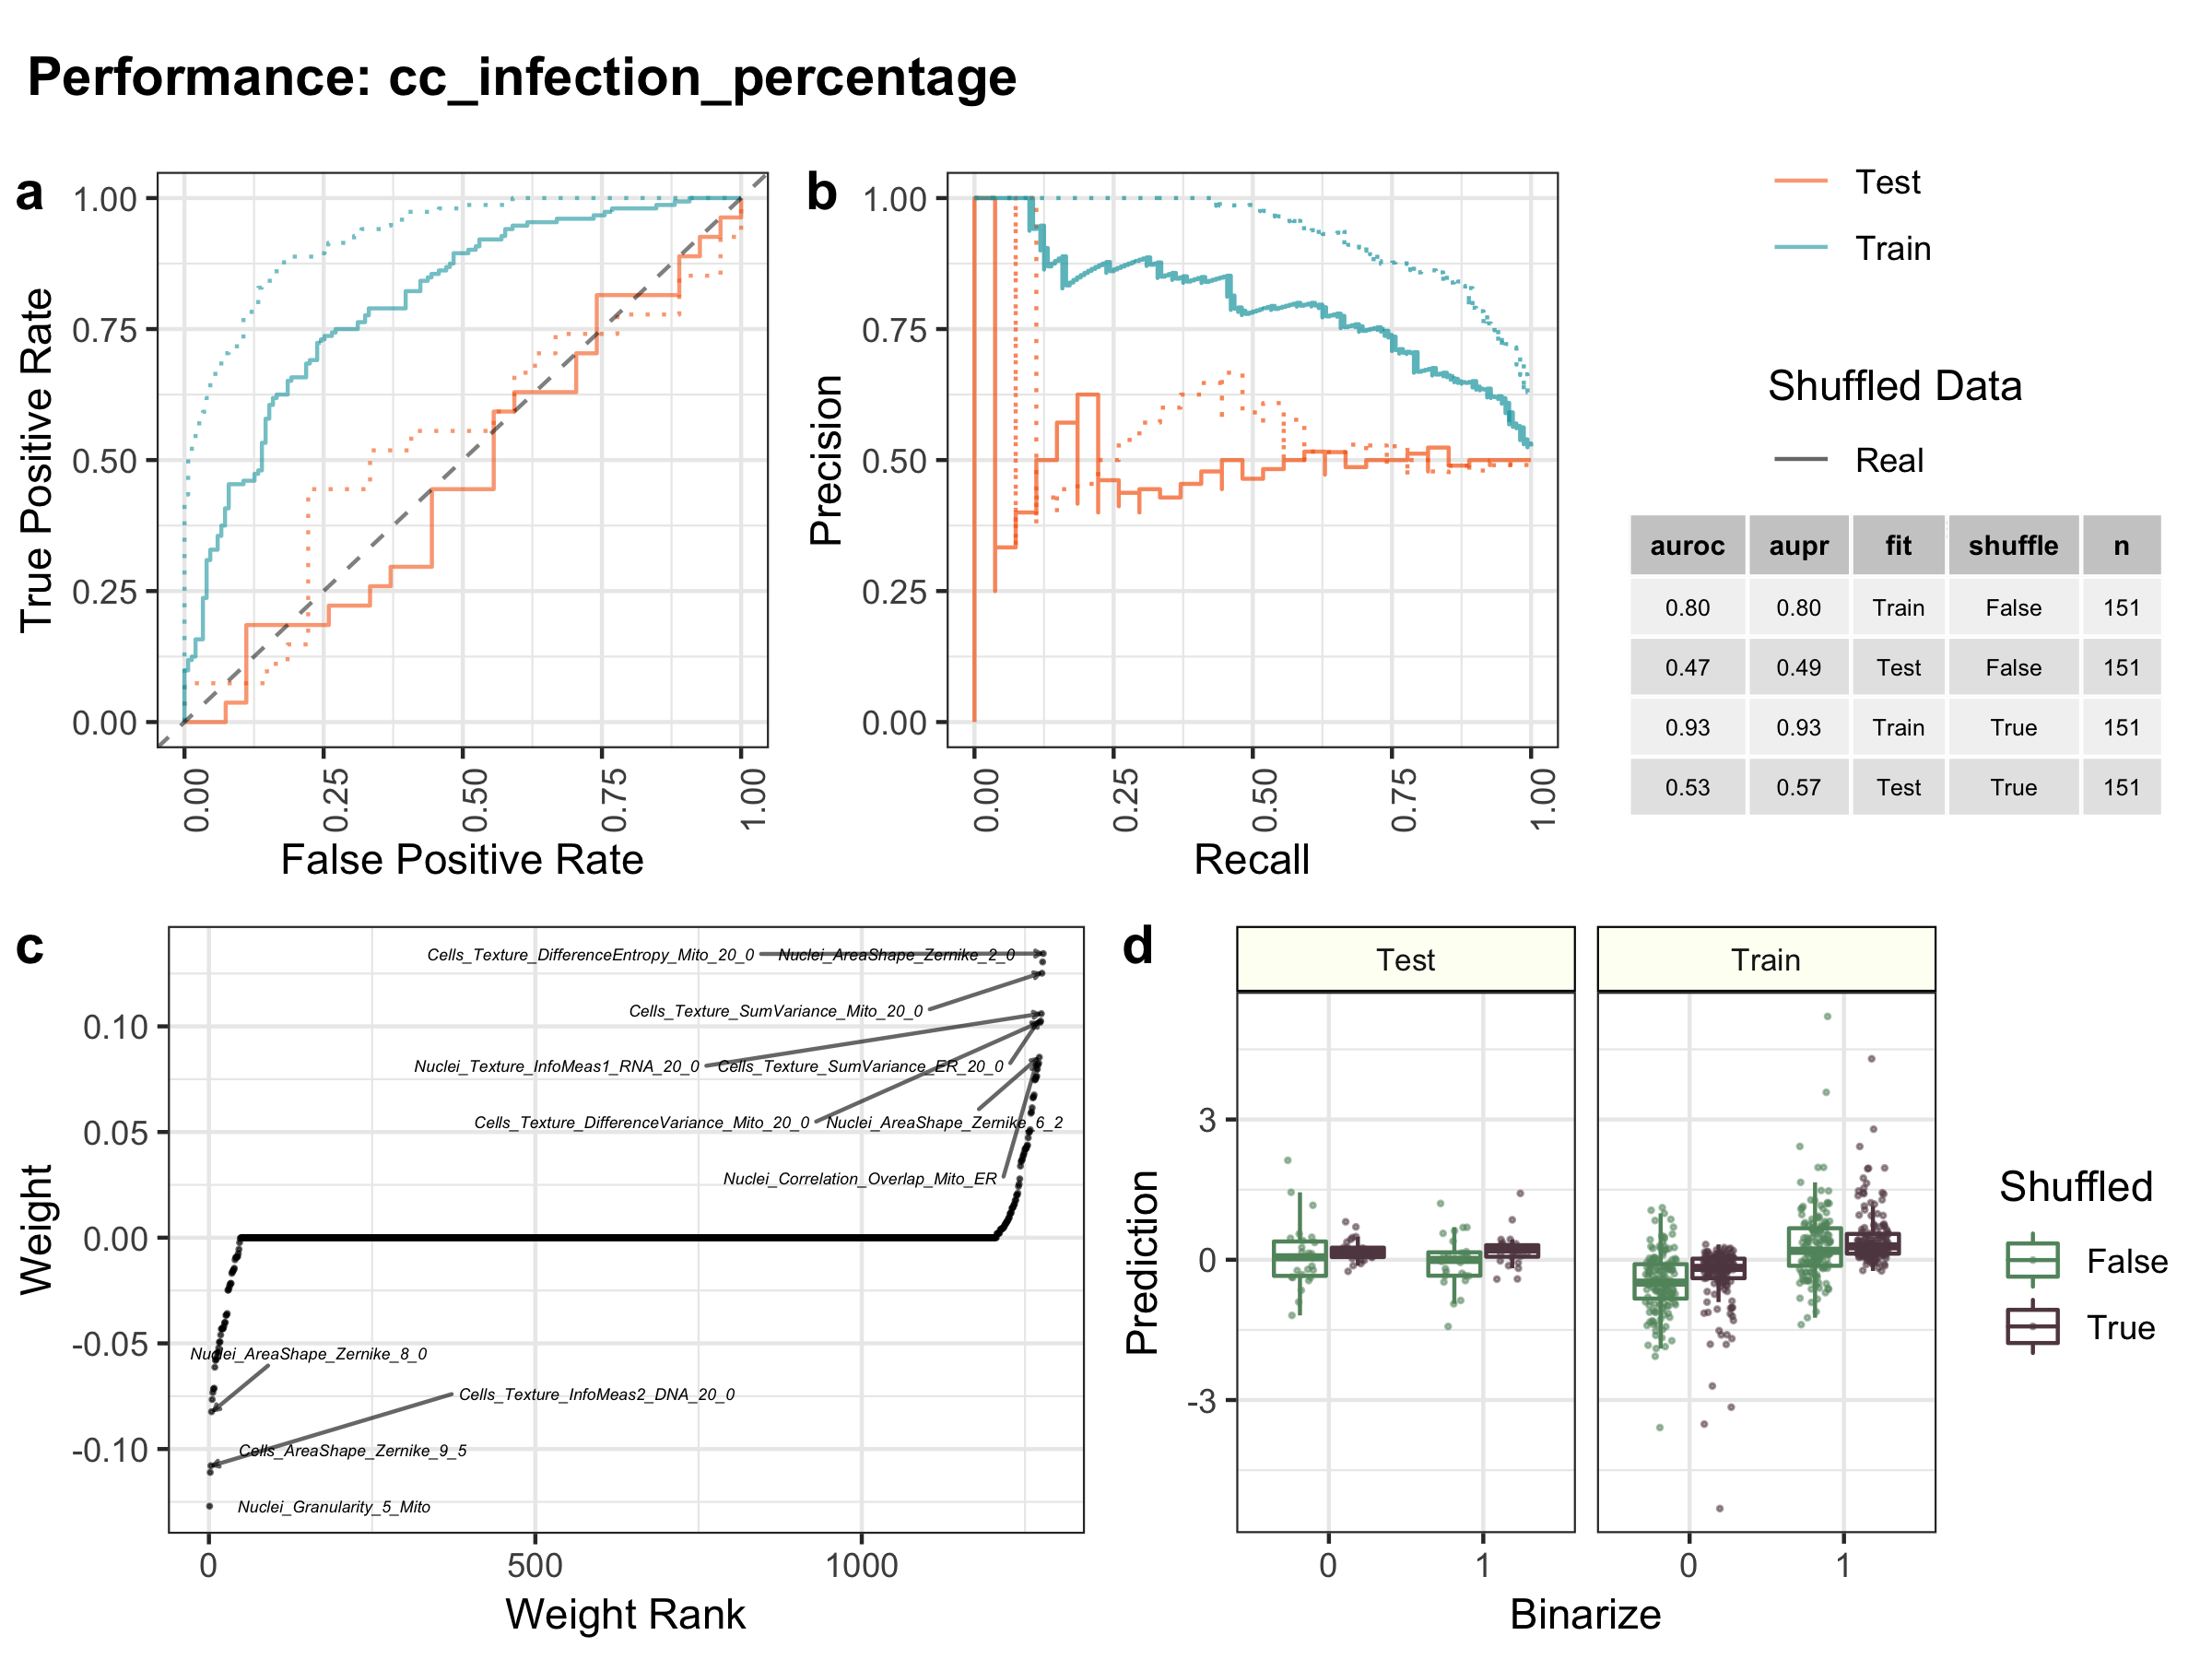 Performance: cc_infection_percentage
a
1.00
0.75
0.50
0.25
0.00
True Positive Rate
0.00
0.25
0.50
0.75
1.00
False Positive Rate
b
1.00
0.75
0.50
0.25
0.00
Precision
0.00
0.25
0.50
0.75
1.00
Recall
Test
Train
Shuffled Data
Real
auroc aupr fit shuffle n
0.80 0.80 Train False 151
0.47 0.49 Test False 151
0.93 0.93 Train True 151
0.53 0.57 Test True 151
c
0.10
0.05
0.00
-0.05
-0.10
Weight
Cells_Texture_DifferenceEntropy_Mito_20_0
Nuclei_AreaShape_Zernike_2_0
Cells_Texture_SumVariance_Mito_20_0
Nuclei_Texture_InfoMeas1_RNA_20_0
Cells_Texture_SumVariance_ER_20_0
Cells_Texture_DifferenceVariance_Mito_20_0
Nuclei_AreaShape_Zernike_6_2
Nuclei_Correlation_Overlap_Mito_ER
Nuclei_AreaShape_Zernike_8_0
Cells_Texture_InfoMeas2_DNA_20_0
Cells_AreaShape_Zernike_9_5
Nuclei_Granularity_5_Mito
0
500
1000
Weight Rank
d
Test
Train
3
0
-3
Prediction
0
1
0
1
Binarize
Shuffled
False
True